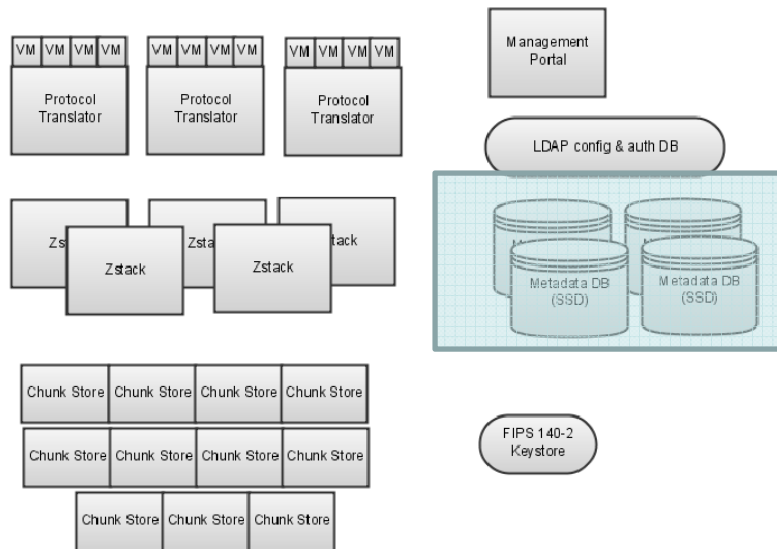 VM VM VM VM
Protocol
Translator
VM VM VM VM
Protocol
Translator
VM VM VM VM
Protocol
Translator
Management
Portal
LDAP config & auth DB
Zstack
Zstack
Metadata DB
(SSD)
Metadata DB
(SSD)
Chunk Store Chunk Store Chunk Store Chunk Store
Chunk Store Chunk Store Chunk Store Chunk Store
Chunk Store Chunk Store Chunk Store
FIPS 140-2
Keystore